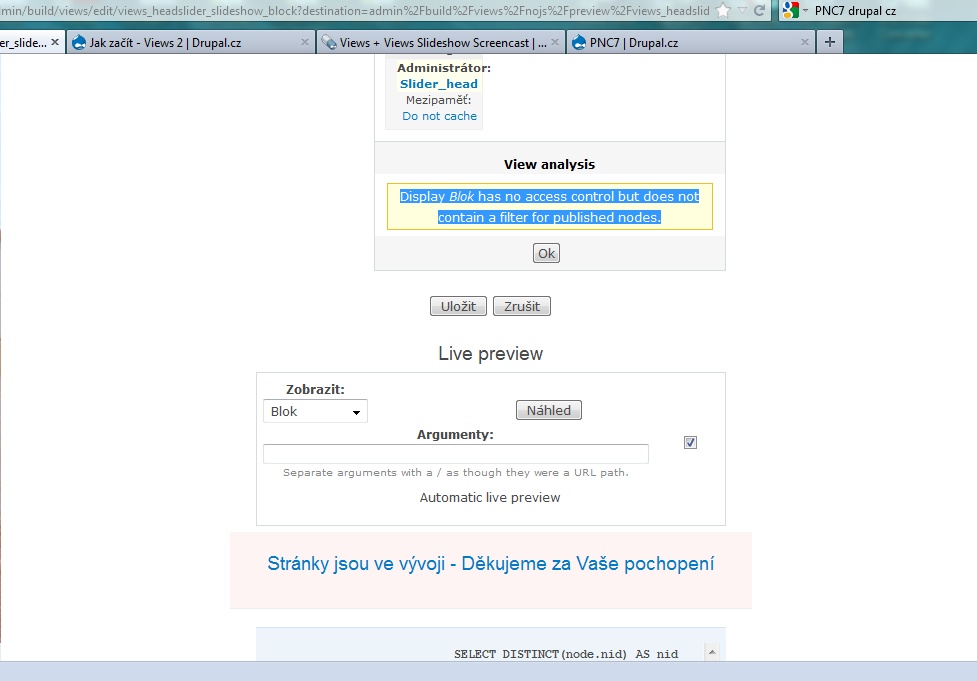 min/build/views/edit/views_headslider_slideshow_block?destination=admin%2Fbuild%2Fviews%2Fnojs%2Fpreview%2Fviews_headslid
PNC7 drupal cz
er_slide...
Jak začít - Views 2 | Drupal.cz
Views + Views Slideshow Screencast | ...
PNC7 | Drupal.cz
Administrátor:
Slider_head
Mezipaměť:
Do not cache
View analysis
Display Blok has no access control but does not
contain a filter for published nodes.
Ok
Uložit
Zrušit
Live preview
Zobrazit:
Blok
Náhled
Argumenty:
Separate arguments with a / as though they were a URL path.
Automatic live preview
Stránky jsou ve vývoji - Děkujeme za Vaše pochopení
SELECT DISTINCT(node.nid) AS nid